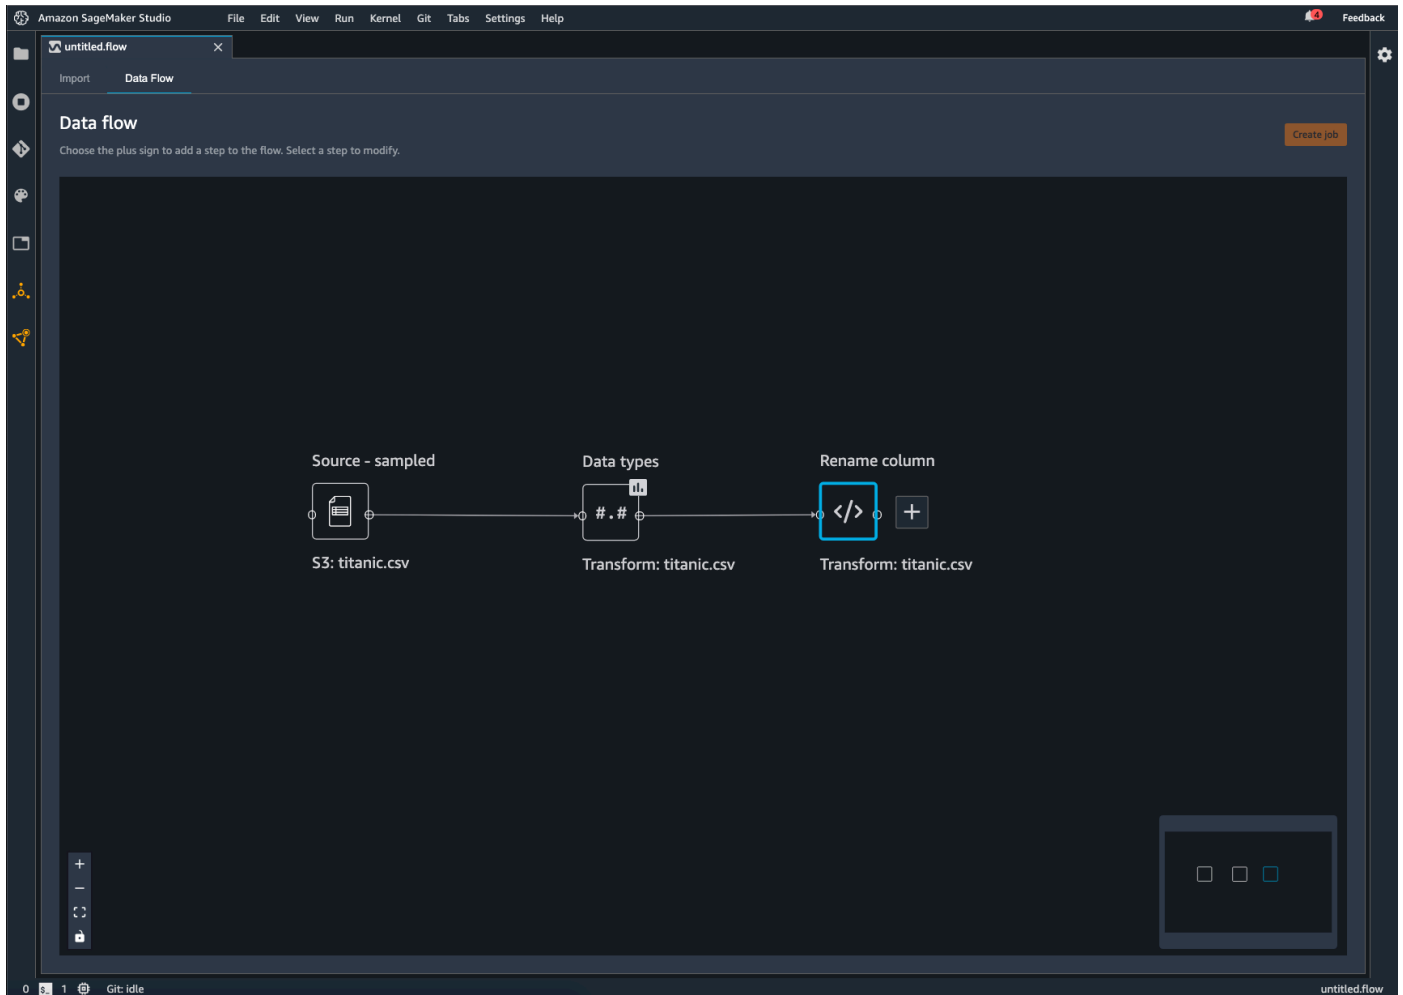 Amazon SageMaker Studio File Edit View Run Kernel Git Tabs Settings Help 4 Feedback
untitled.flow
Import Data Flow
Data flow
Create job
Choose the plus sign to add a step to the flow. Select a step to modify.
Source - sampled
S3: titanic.csv
Data types
#.#
Transform: titanic.csv
Rename column
</>
Transform: titanic.csv
0 $_ 1 Git: idle untitled.flow